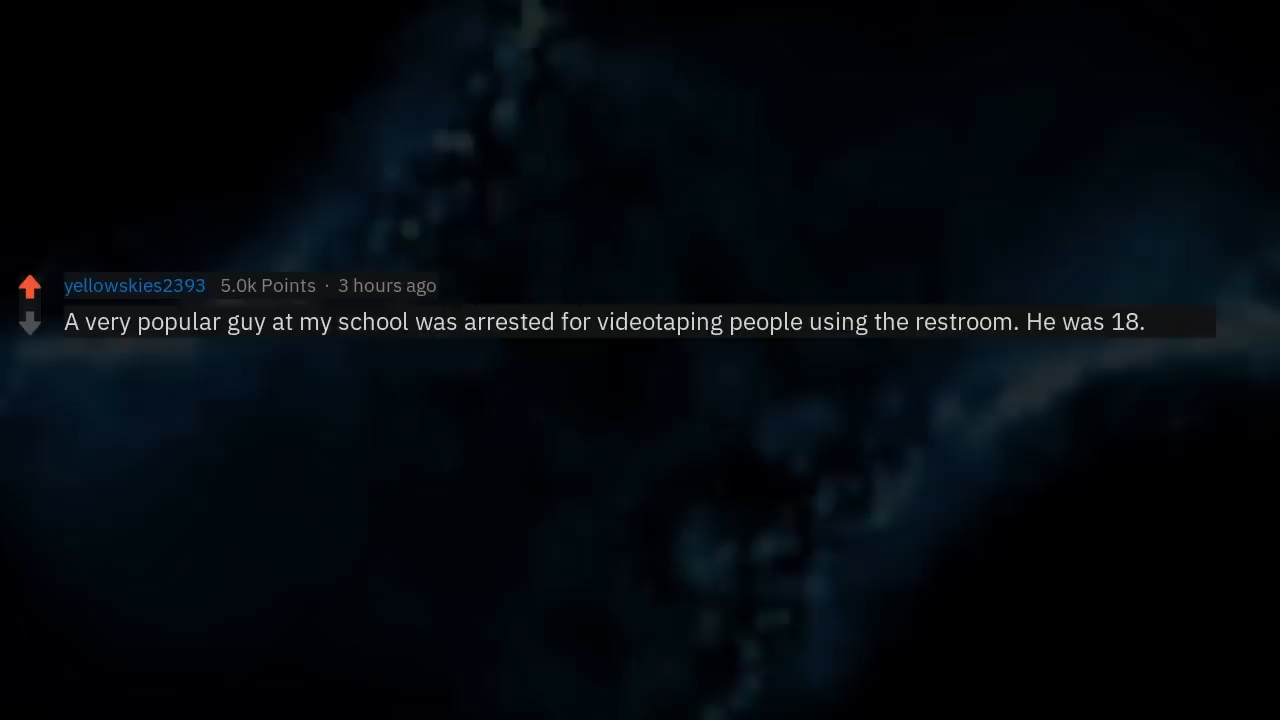 yellowskies2393 5.0k Points · 3 hours ago
A very popular guy at my school was arrested for videotaping people using the restroom. He was 18.